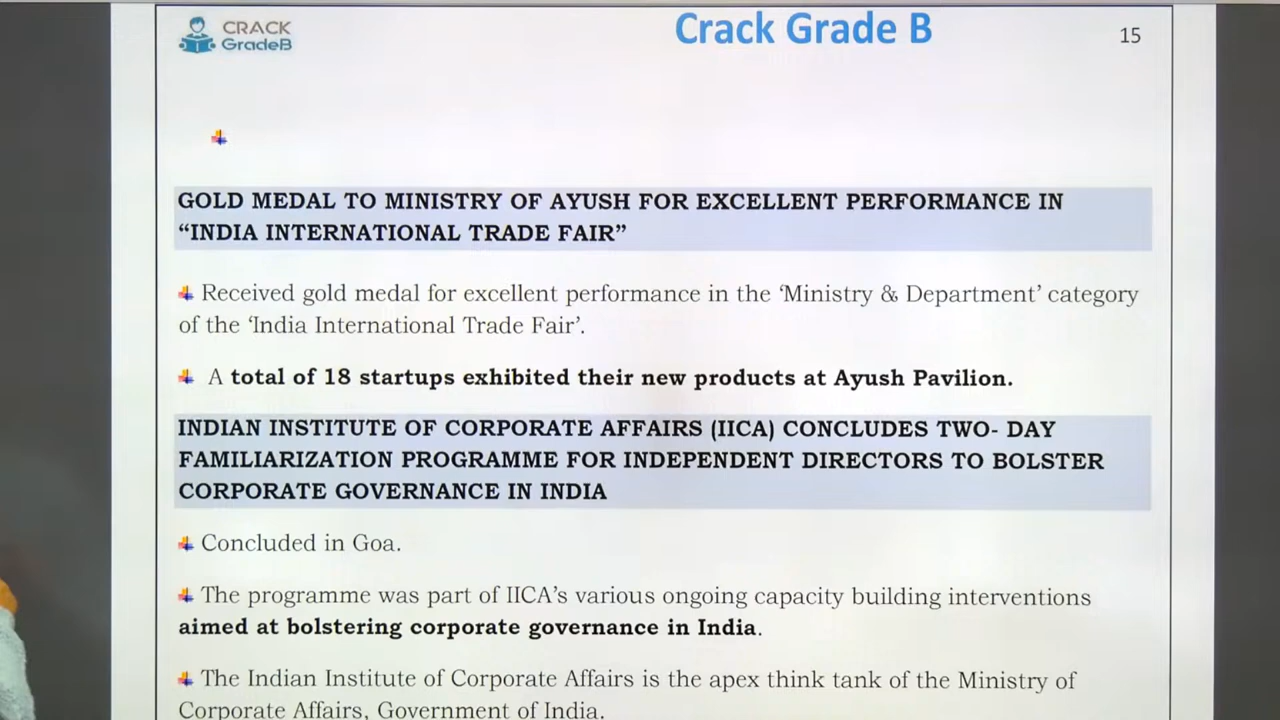 CRACK
GradeB
Crack Grade B
15
GOLD MEDAL TO MINISTRY OF AYUSH FOR EXCELLENT PERFORMANCE IN
“INDIA INTERNATIONAL TRADE FAIR”
Received gold medal for excellent performance in the ‘Ministry & Department’ category
of the ‘India International Trade Fair’.
A total of 18 startups exhibited their new products at Ayush Pavilion.
INDIAN INSTITUTE OF CORPORATE AFFAIRS (IICA) CONCLUDES TWO- DAY
FAMILIARIZATION PROGRAMME FOR INDEPENDENT DIRECTORS TO BOLSTER
CORPORATE GOVERNANCE IN INDIA
Concluded in Goa.
The programme was part of IICA’s various ongoing capacity building interventions
aimed at bolstering corporate governance in India.
The Indian Institute of Corporate Affairs is the apex think tank of the Ministry of
Corporate Affairs, Government of India.